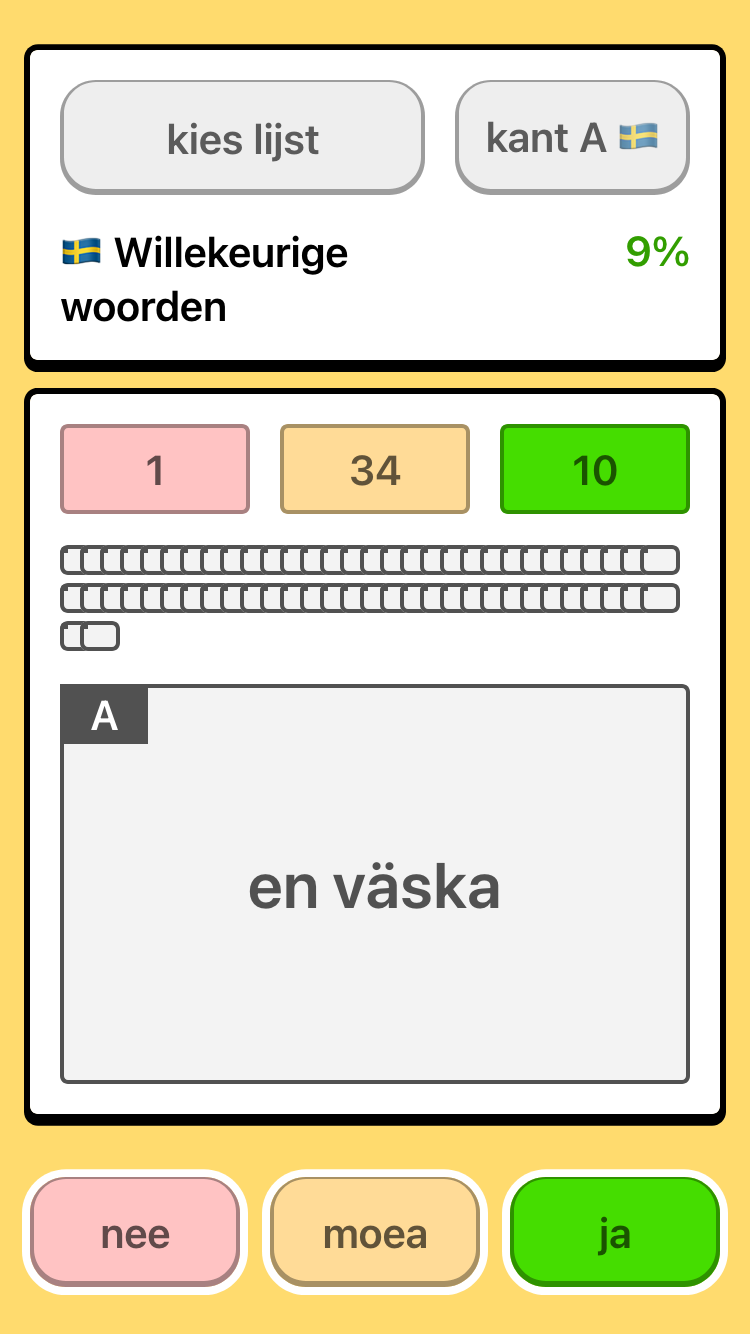 kies lijst
kant A 🇸🇪
🇸🇪 Willekeurige
woorden
9%
1
34
10
A
en väska
nee
moea
ja